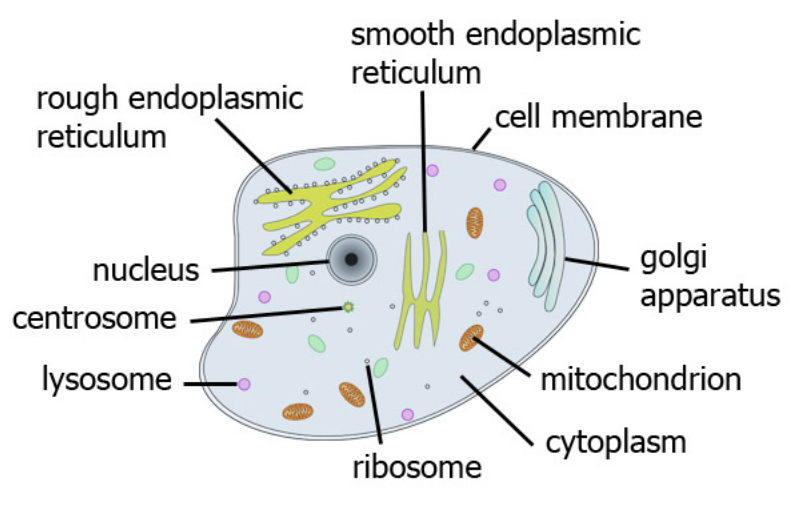 smooth endoplasmic
reticulum
rough endoplasmic
reticulum
cell membrane
nucleus
golgi
apparatus
centrosome
lysosome
mitochondrion
cytoplasm
ribosome